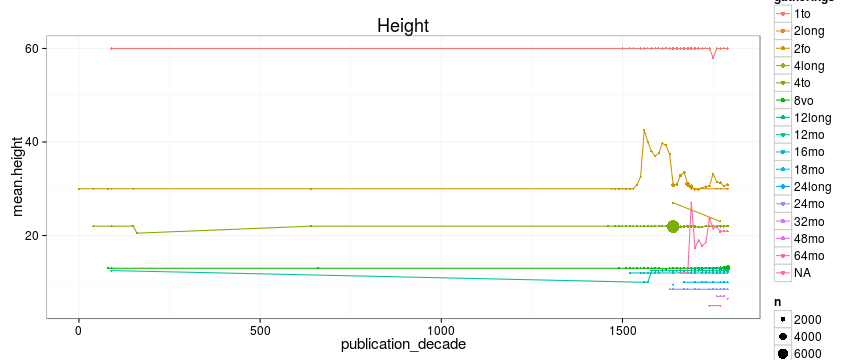 Height
gatherings
60
40
20
mean.height
0
500
1000
1500
publication_decade
1to
2long
2fo
4long
4to
8vo
12long
12mo
16mo
18mo
24long
24mo
32mo
48mo
64mo
NA
n
2000
4000
6000